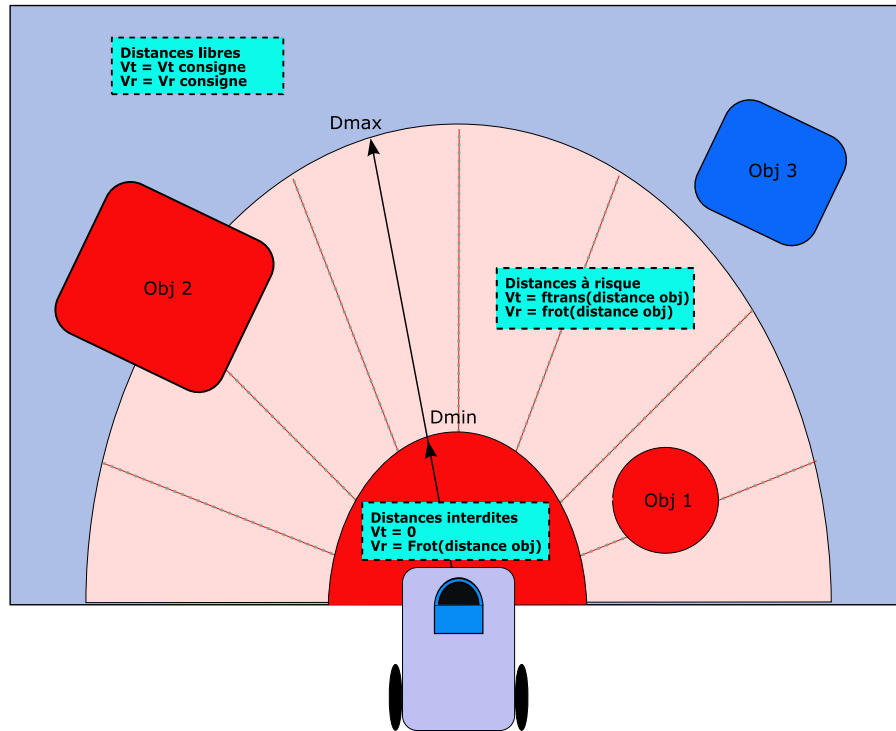 Distances libres
Vt = Vt consigne
Vr = Vr consigne
Dmax
Obj 3
Obj 2
Distances à risque
Vt = ftrans(distance obj)
Vr = frot(distance obj)
Dmin
Obj 1
Distances interdites
Vt = 0
Vr = Frot(distance obj)